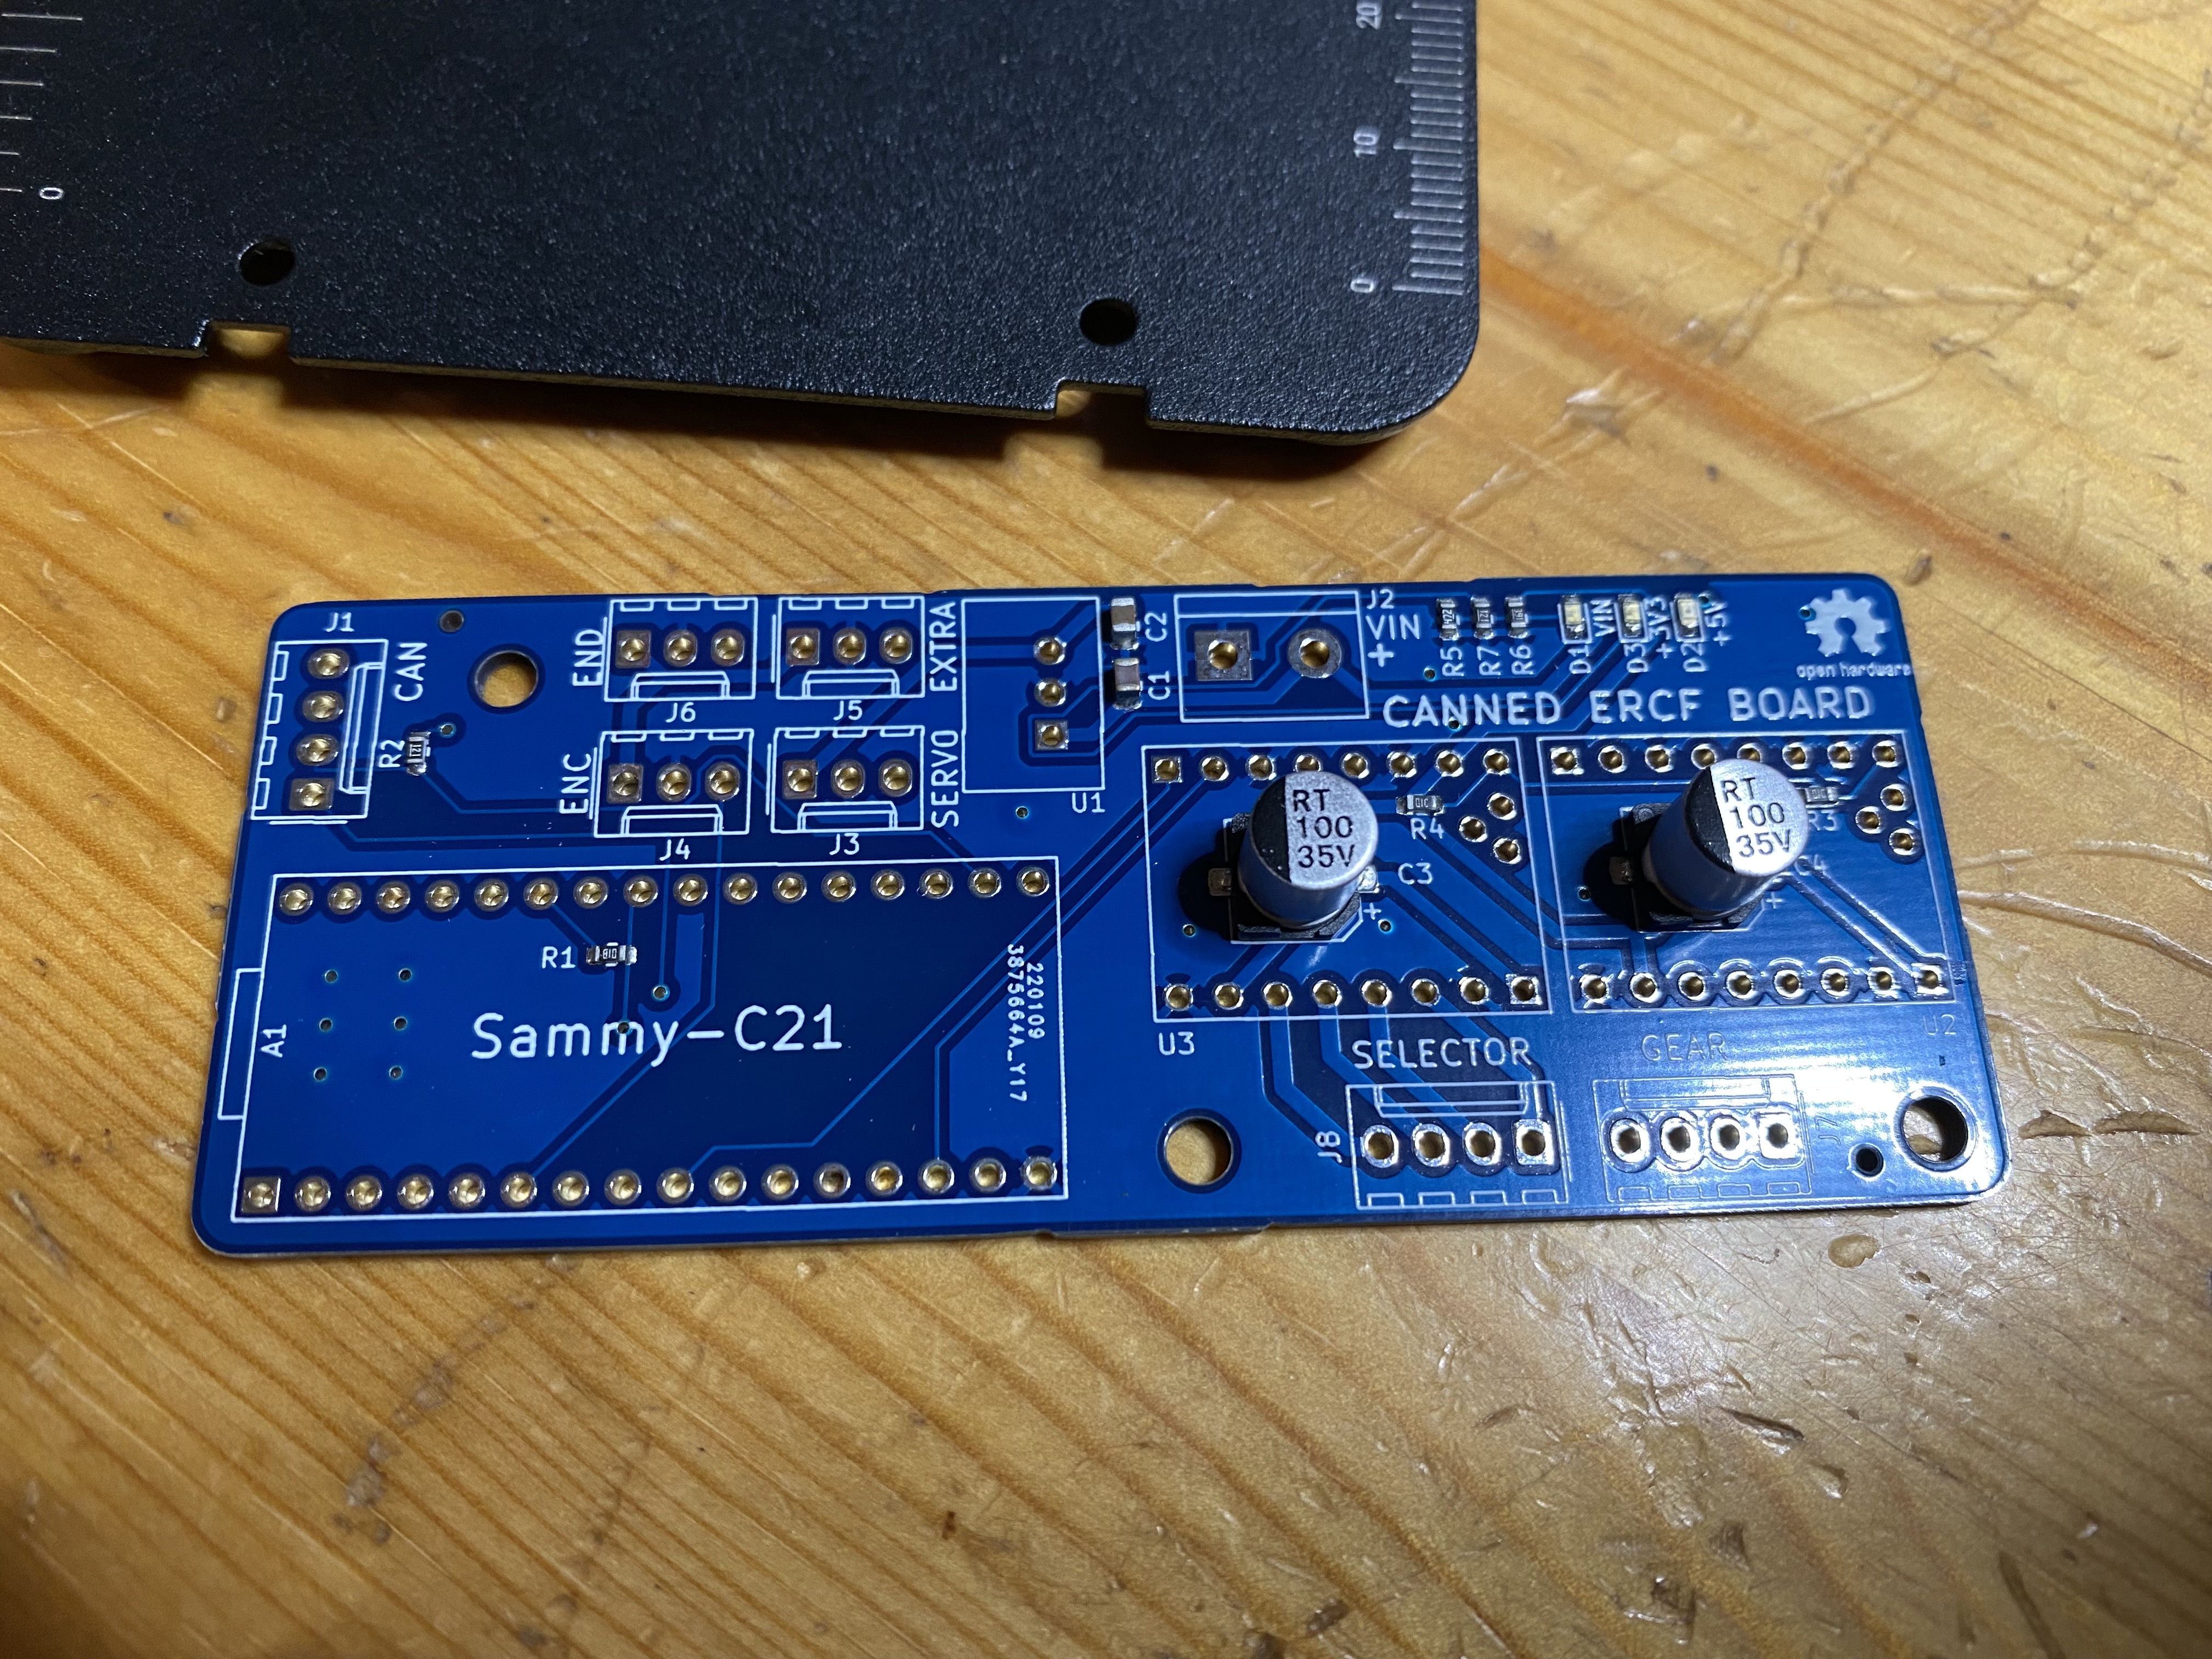 20
10
0
0
J1
CAN
R2
END
J6
EXTRA
J5
ENC
J4
SERVO
J3
U1
C2
C1
J2
VIN
+
R5
R7
R6
D1
VIN
D3
+3V3
D2
+5V
open hardware
CANNED ERCF BOARD
RT
100
35V
R4
C3
+
RT
100
35V
R3
C4
+
A1
R1
Sammy-C21
220109
3875664A_Y17
U3
SELECTOR
J8
GEAR
U2
J7